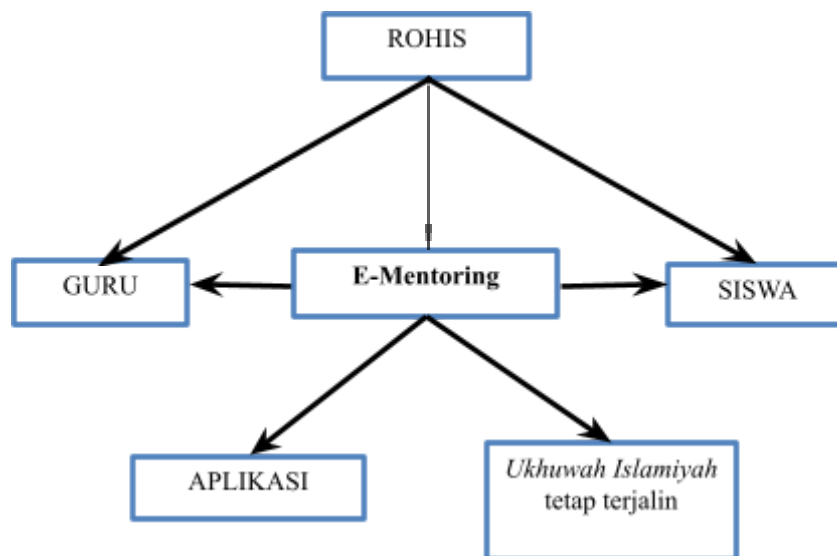 ROHIS
GURU
E-Mentoring
SISWA
APLIKASI
Ukhuwah Islamiyah
tetap terjalin